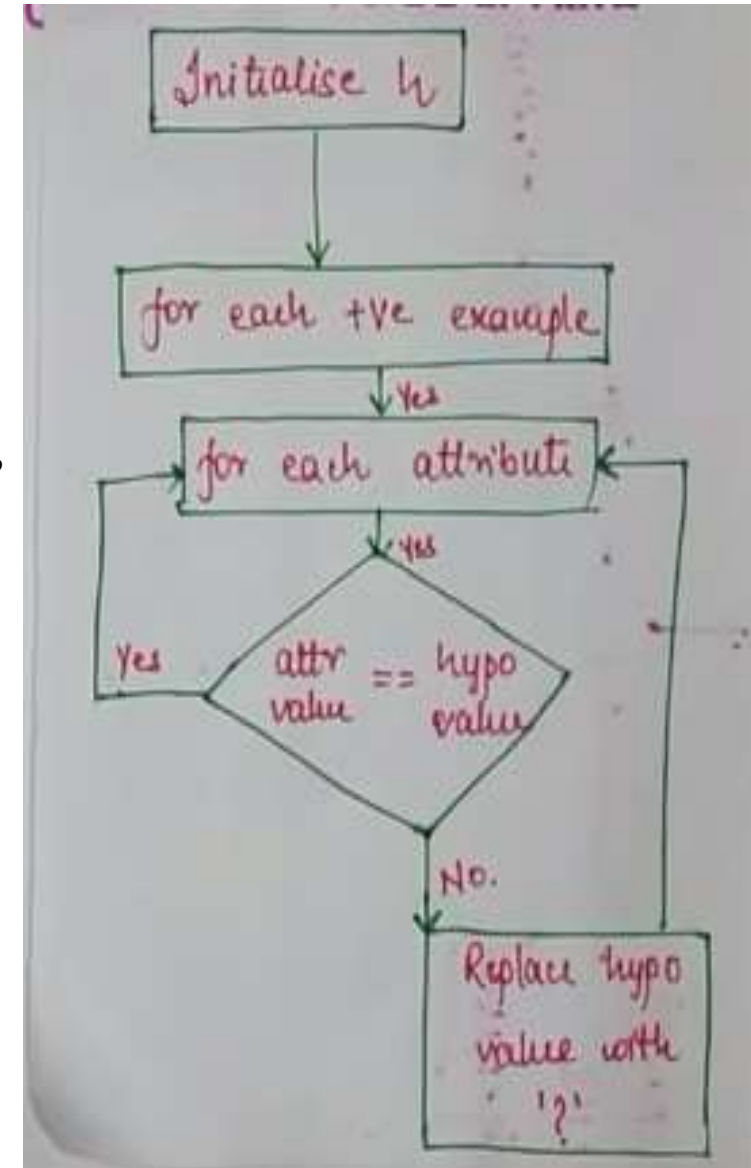 Initialise h
for each +ve example
Yes
for each attribute
Yes
Yes
attr == hypo
value value
No.
Replace hypo
value with
'?'